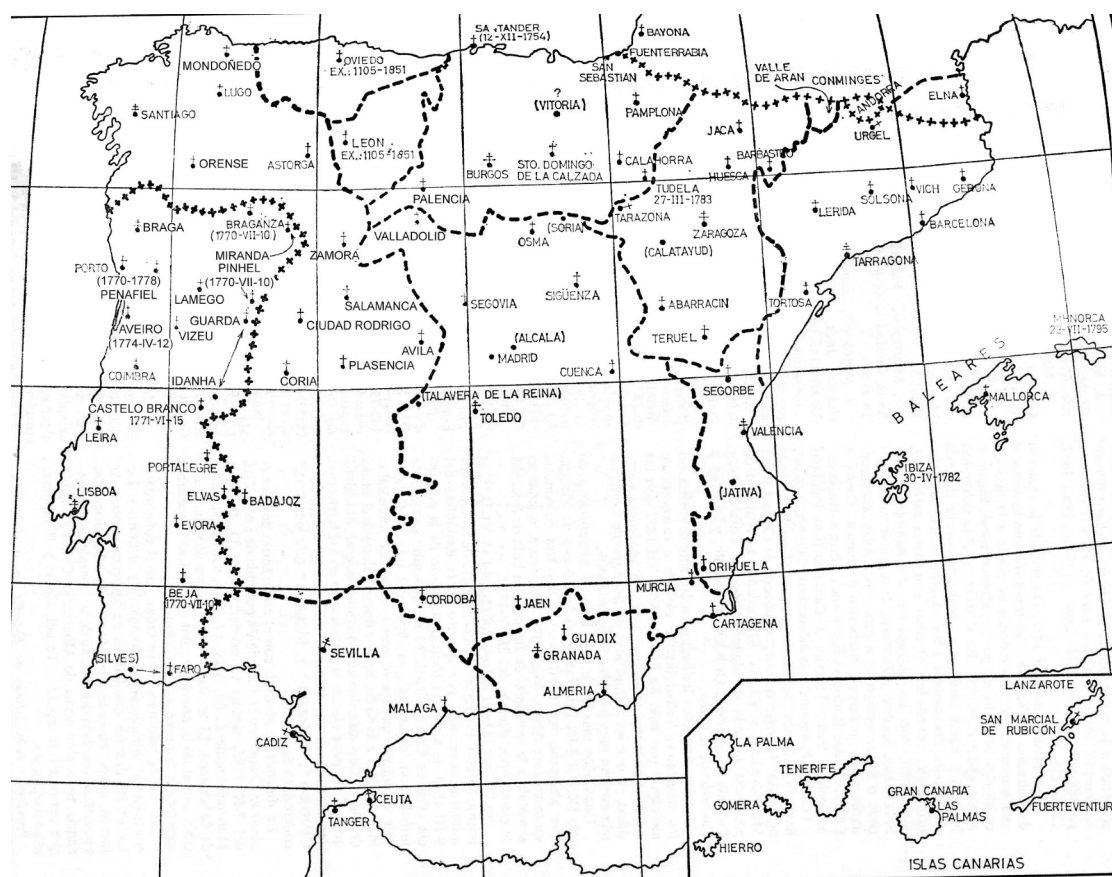 SA. TANDER
(12-XII-1754)
BAYONA
MONDOÑEDO
OVIEDO
EX.: 1105-1851
SAN
SEBASTIAN
FUENTERRABIA
VALLE
DE ARAN
CONMINGES
ANDORRA
ELNA
LUGO
?
(VITORIA)
PAMPLONA
SANTIAGO
JACA
URGEL
LEON
EX.: 1105-1851
ORENSE
ASTORGA
BURGOS
STO. DOMINGO
DE LA CALZADA
CALAHORRA
HUESCA
BARBASTRO
TUDELA
27-III-1783
SOLSONA
VICH
GERONA
PALENCIA
TARAZONA
LERIDA
BRAGA
BRAGANZA
(1770-VII-10)
VALLADOLID
OSMA
(SORIA)
ZARAGOZA
BARCELONA
MIRANDA
ZAMORA
(CALATAYUD)
TARRAGONA
PORTO
(1770-1778)
PENAFIEL
PINHEL
(1770-VII-10)
LAMEGO
SALAMANCA
SEGOVIA
SIGÜENZA
ABARRACIN
TORTOSA
AVEIRO
(1774-IV-12)
VIZEU
GUARDA
CIUDAD RODRIGO
AVILA
(ALCALA)
MADRID
TERUEL
MENORCA
23-VII-1795
COIMBRA
IDANHA
CORIA
PLASENCIA
CUENCA
SEGORBE
BALEARES
MALLORCA
CASTELO BRANCO
1771-VI-15
(TALAVERA DE LA REINA)
TOLEDO
LEIRA
VALENCIA
PORTALEGRE
IBIZA
30-IV-1782
LISBOA
ELVAS
BADAJOZ
(JATIVA)
EVORA
BEJA
(1770-VII-10)
CORDOBA
JAEN
MURCIA
ORIHUELA
CARTAGENA
(SILVES)
FARO
SEVILLA
GUADIX
GRANADA
ALMERIA
MALAGA
CADIZ
CEUTA
TANGER
LANZAROTE
SAN MARCIAL
DE RUBICÓN
LA PALMA
TENERIFE
GOMERA
GRAN CANARIA
LAS
PALMAS
FUERTEVENTUR
HIERRO
ISLAS CANARIAS